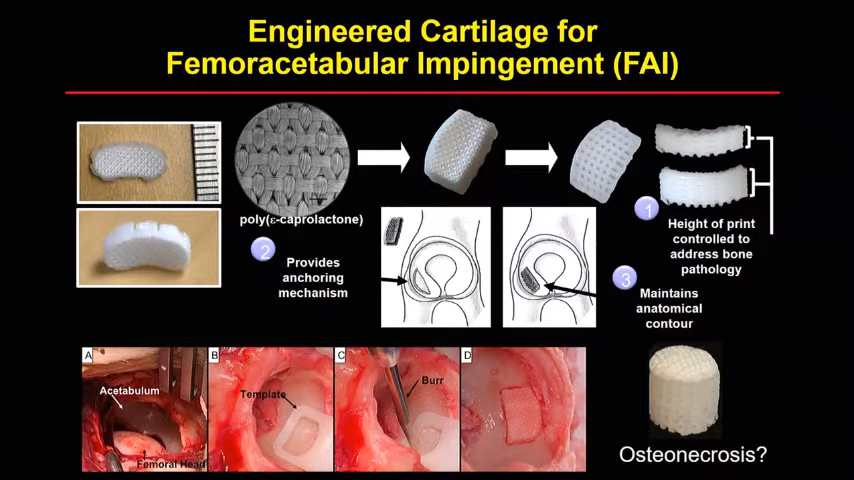 Engineered Cartilage for
Femoracetabular Impingement (FAI)
poly(ε-caprolactone)
2
Provides
anchoring
mechanism
1
Height of print
controlled to
address bone
pathology
3
Maintains
anatomical
contour
A
Acetabulum
Femoral Head
B
Template
C
Burr
D
Osteonecrosis?